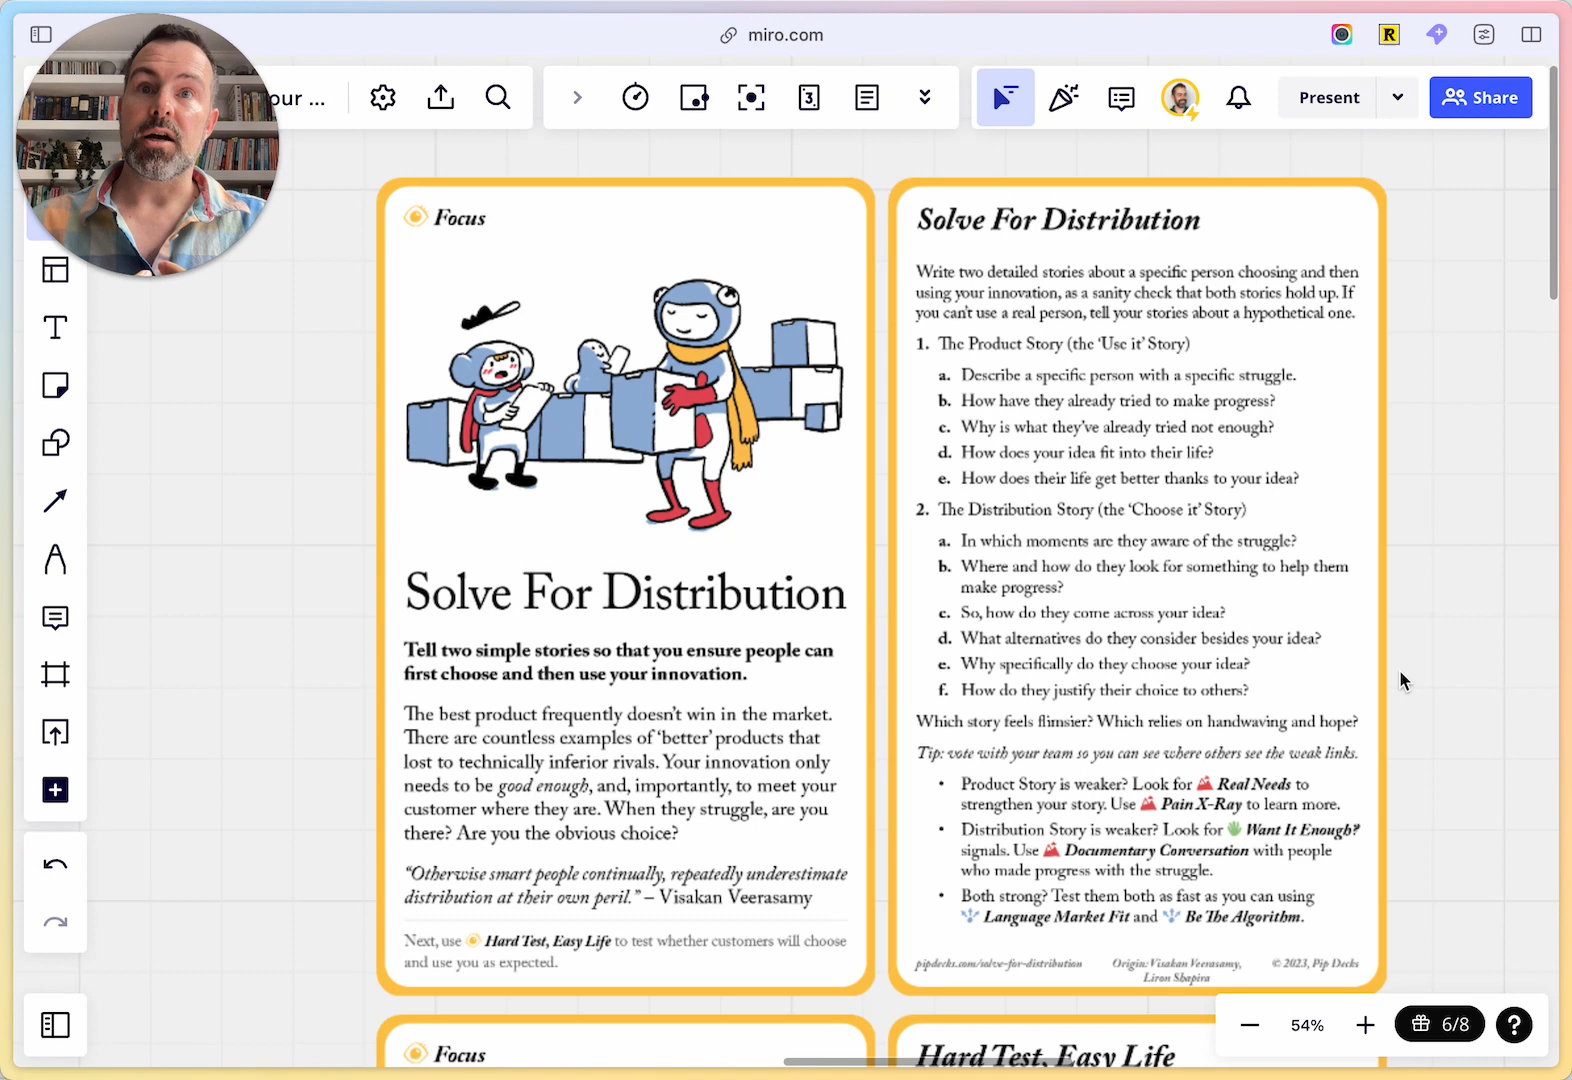 miro.com
our ...
3
Present
Share
R
Focus
Solve For Distribution
Tell two simple stories so that you ensure people can
first choose and then use your innovation.
The best product frequently doesn't win in the market.
There are countless examples of 'better' products that
lost to technically inferior rivals. Your innovation only
needs to be good enough, and, importantly, to meet your
customer where they are. When they struggle, are you
there? Are you the obvious choice?
"Otherwise smart people continually, repeatedly underestimate
distribution at their own peril." – Visakan Veerasamy
Next, use Hard Test, Easy Life to test whether customers will choose
and use you as expected.
Solve For Distribution
Write two detailed stories about a specific person choosing and then
using your innovation, as a sanity check that both stories hold up. If
you can't use a real person, tell your stories about a hypothetical one.
1. The Product Story (the 'Use it' Story)
a. Describe a specific person with a specific struggle.
b. How have they already tried to make progress?
c. Why is what they've already tried not enough?
d. How does your idea fit into their life?
e. How does their life get better thanks to your idea?
2. The Distribution Story (the 'Choose it' Story)
a. In which moments are they aware of the struggle?
b. Where and how do they look for something to help them
make progress?
c. So, how do they come across your idea?
d. What alternatives do they consider besides your idea?
e. Why specifically do they choose your idea?
f. How do they justify their choice to others?
Which story feels flimsier? Which relies on handwaving and hope?
Tip: vote with your team so you can see where others see the weak links.
• Product Story is weaker? Look for Real Needs to
strengthen your story. Use Pain X-Ray to learn more.
• Distribution Story is weaker? Look for Want It Enough?
signals. Use Documentary Conversation with people
who made progress with the struggle.
• Both strong? Test them both as fast as you can using
Language Market Fit and Be The Algorithm.
pipdecks.com/solve-for-distribution
Origin: Visakan Veerasamy,
Liron Shapira
© 2023, Pip Decks
Focus
Hard Test, Easy Life
54%
6/8
?